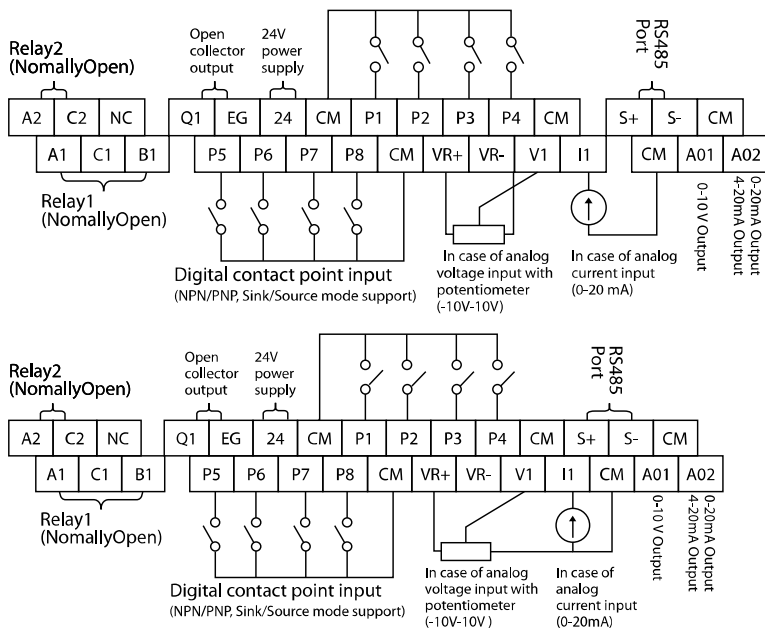 Relay2
(NomallyOpen)
Open
collector
output
24V
power
supply
RS485
Port
A2 C2 NC Q1 EG 24 CM P1 P2 P3 P4 CM S+ S- CM
A1 C1 B1 P5 P6 P7 P8 CM VR+ VR- V1 I1 CM A01 A02
Relay1
(NomallyOpen)
Digital contact point input
(NPN/PNP, Sink/Source mode support)
In case of analog
voltage input with
potentiometer
(-10V-10V)
In case of analog
current input
(0-20 mA)
0-10 V Output
0-20mA Output
4-20mA Output
Relay2
(NomallyOpen)
Open
collector
output
24V
power
supply
RS485
Port
A2 C2 NC Q1 EG 24 CM P1 P2 P3 P4 CM S+ S- CM
A1 C1 B1 P5 P6 P7 P8 CM VR+ VR- V1 I1 CM A01 A02
Relay1
(NomallyOpen)
Digital contact point input
(NPN/PNP, Sink/Source mode support)
In case of analog
voltage input with
potentiometer
(-10V-10V )
In case of
analog
current input
(0-20mA)
0-10 V Output
0-20mA Output
4-20mA Output